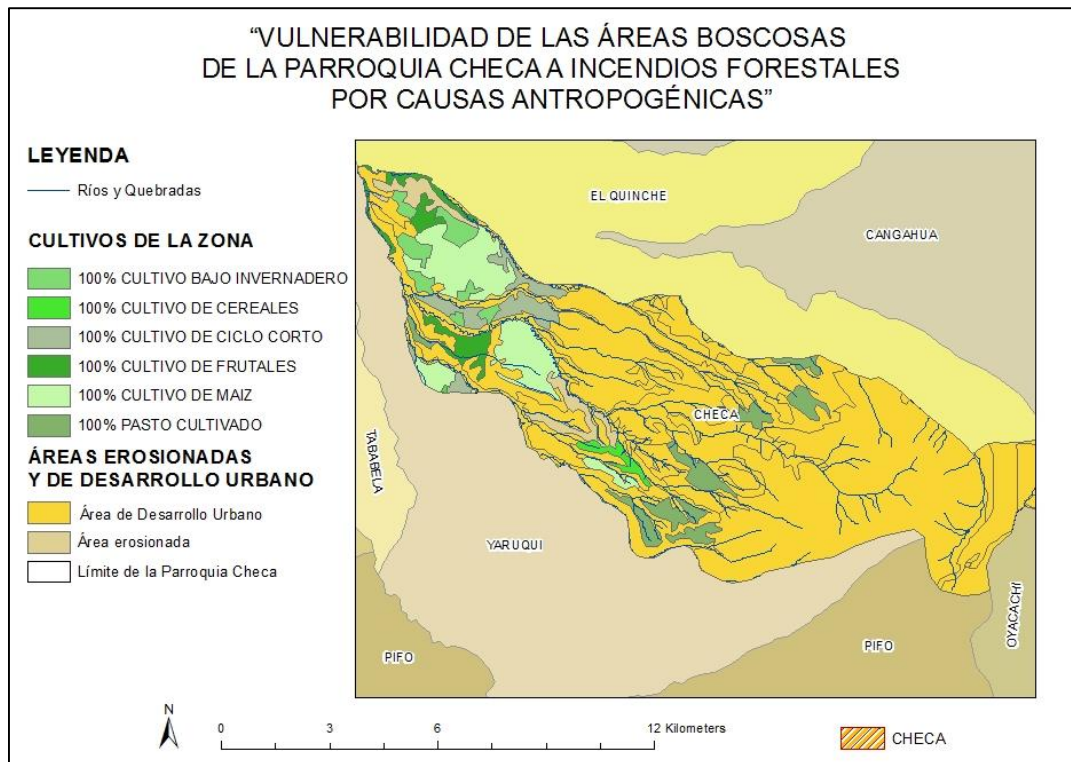 “VULNERABILIDAD DE LAS ÁREAS BOSCOSAS
DE LA PARROQUIA CHECA A INCENDIOS FORESTALES
POR CAUSAS ANTROPOGÉNICAS”
LEYENDA
Ríos y Quebradas
CULTIVOS DE LA ZONA
100% CULTIVO BAJO INVERNADERO
100% CULTIVO DE CEREALES
100% CULTIVO DE CICLO CORTO
100% CULTIVO DE FRUTALES
100% CULTIVO DE MAIZ
100% PASTO CULTIVADO
ÁREAS EROSIONADAS
Y DE DESARROLLO URBANO
Área de Desarrollo Urbano
Área erosionada
Límite de la Parroquia Checa
EL QUINCHE
CANGAHUA
CHECA
TABABELA
YARUQUI
OYACACHI
PIFO
PIFO
N
0 3 6 12 Kilometers
CHECA